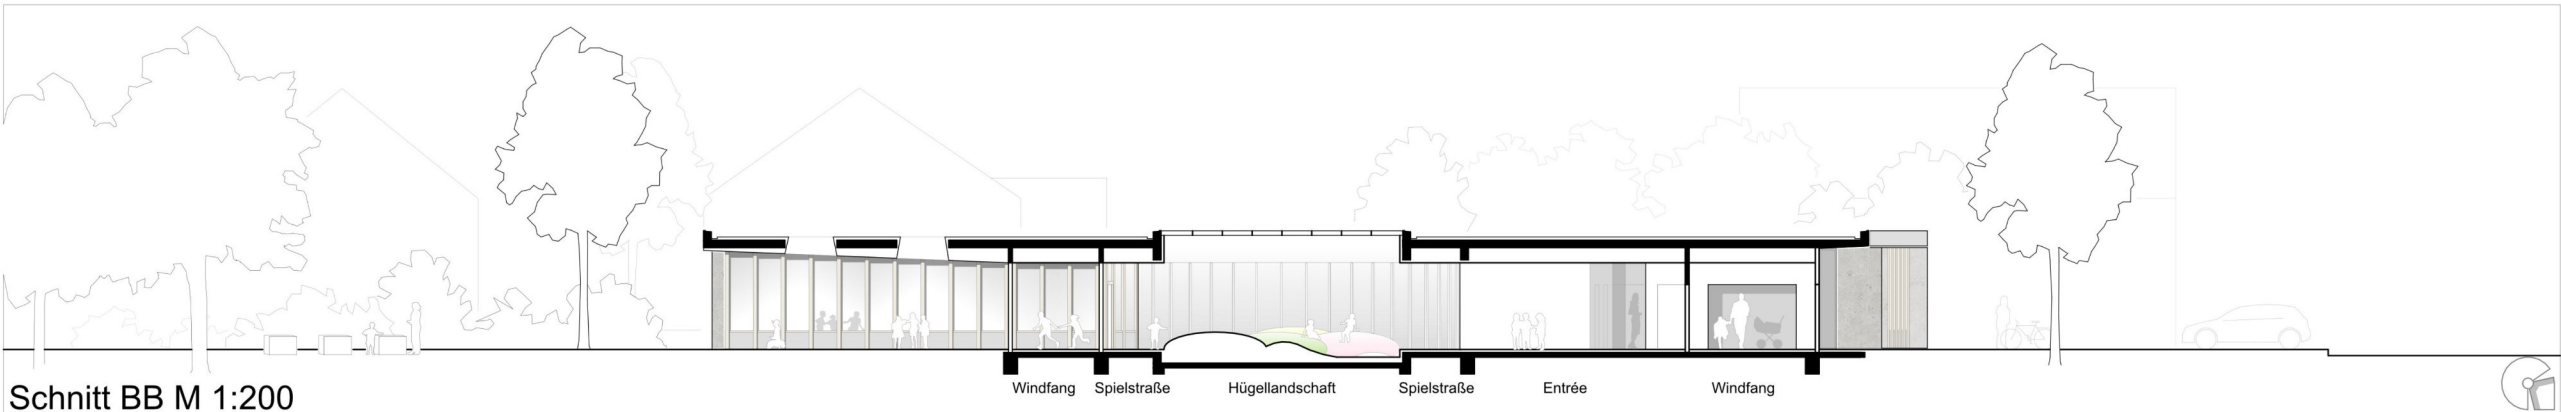 Windfang Spielstraße Hügellandschaft Spielstraße Entrée Windfang
Schnitt BB M 1:200